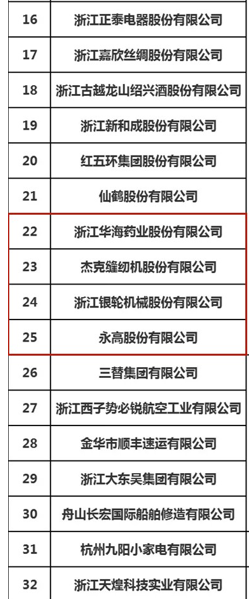 16 浙江正泰电器股份有限公司
17 浙江嘉欣丝绸股份有限公司
18 浙江古越龙山绍兴酒股份有限公司
19 浙江新和成股份有限公司
20 红五环集团股份有限公司
21 仙鹤股份有限公司
22 浙江华海药业股份有限公司
23 杰克缝纫机股份有限公司
24 浙江银轮机械股份有限公司
25 永高股份有限公司
26 三替集团有限公司
27 浙江西子势必锐航空工业有限公司
28 金华市顺丰速运有限公司
29 浙江大东吴集团有限公司
30 舟山长宏国际船舶修造有限公司
31 杭州九阳小家电有限公司
32 浙江天煌科技实业有限公司